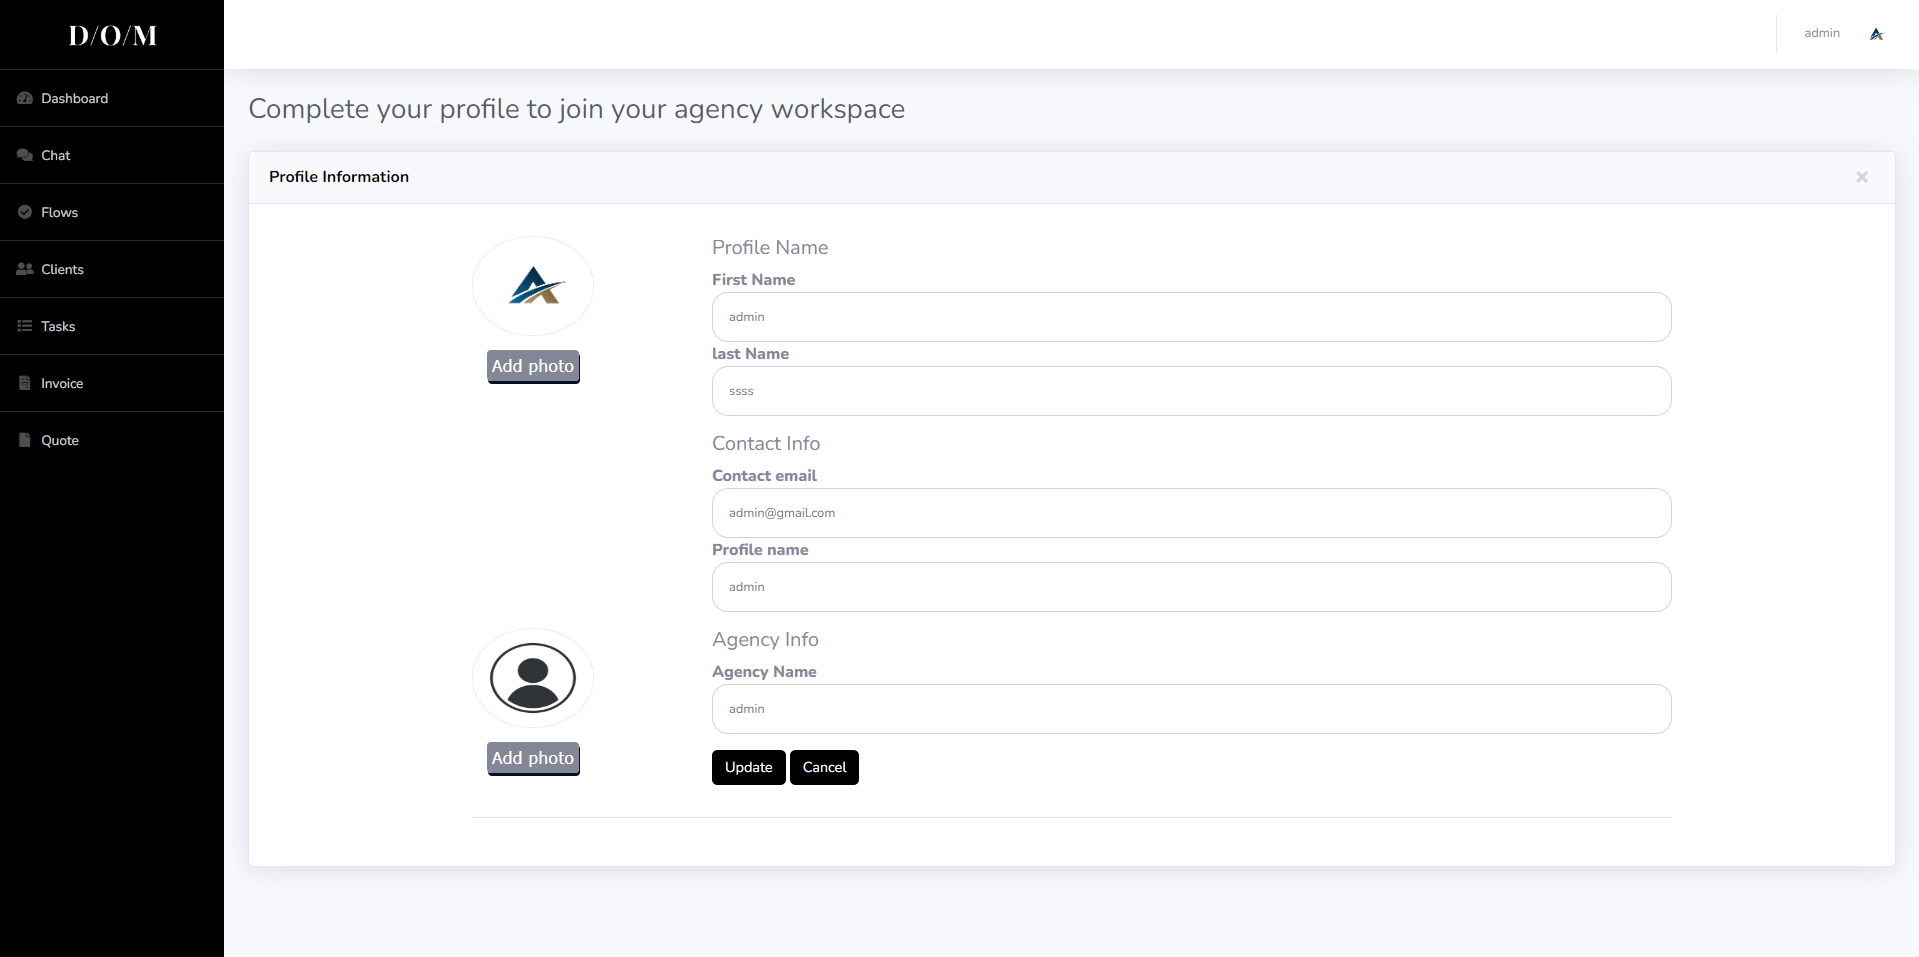 D/O/M
admin
Dashboard
Chat
Flows
Clients
Tasks
Invoice
Quote
Complete your profile to join your agency workspace
Profile Information
×
Add photo
Profile Name
First Name
admin
last Name
ssss
Contact Info
Contact email
admin@gmail.com
Profile name
admin
Add photo
Agency Info
Agency Name
admin
Update Cancel